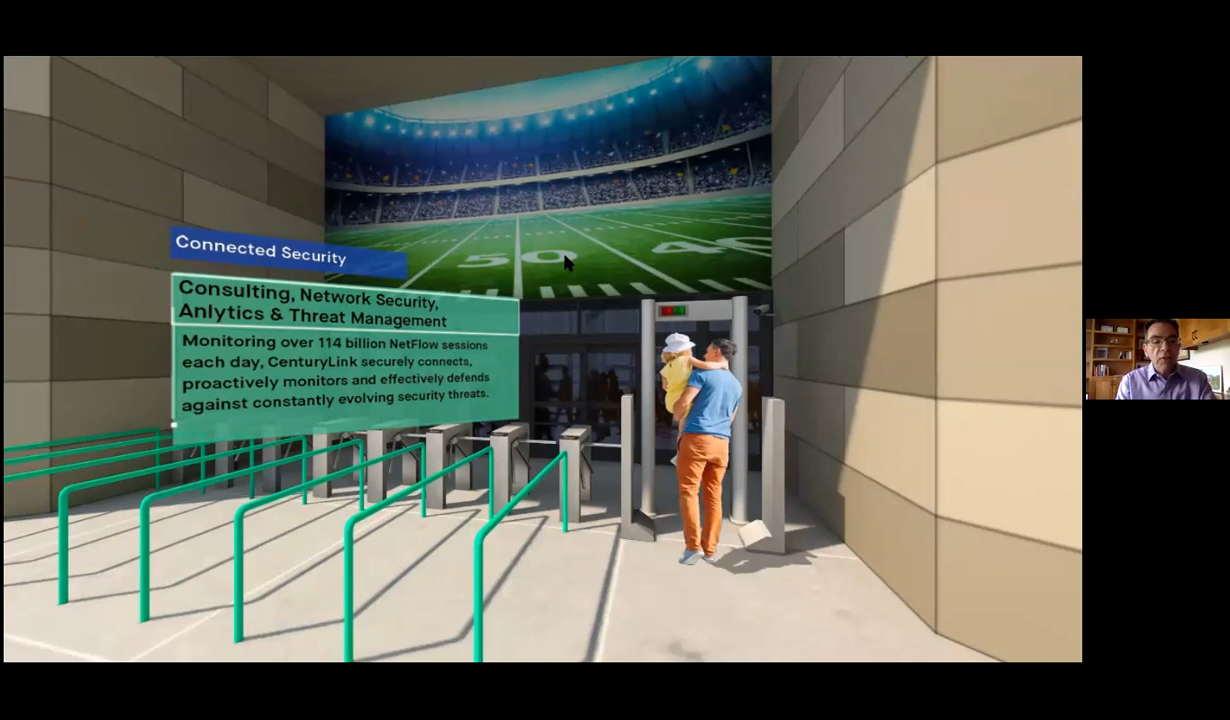 Connected Security
Consulting, Network Security,
Anlytics & Threat Management
Monitoring over 114 billion NetFlow sessions
each day, CenturyLink securely connects,
proactively monitors and effectively defends
against constantly evolving security threats.
50
40